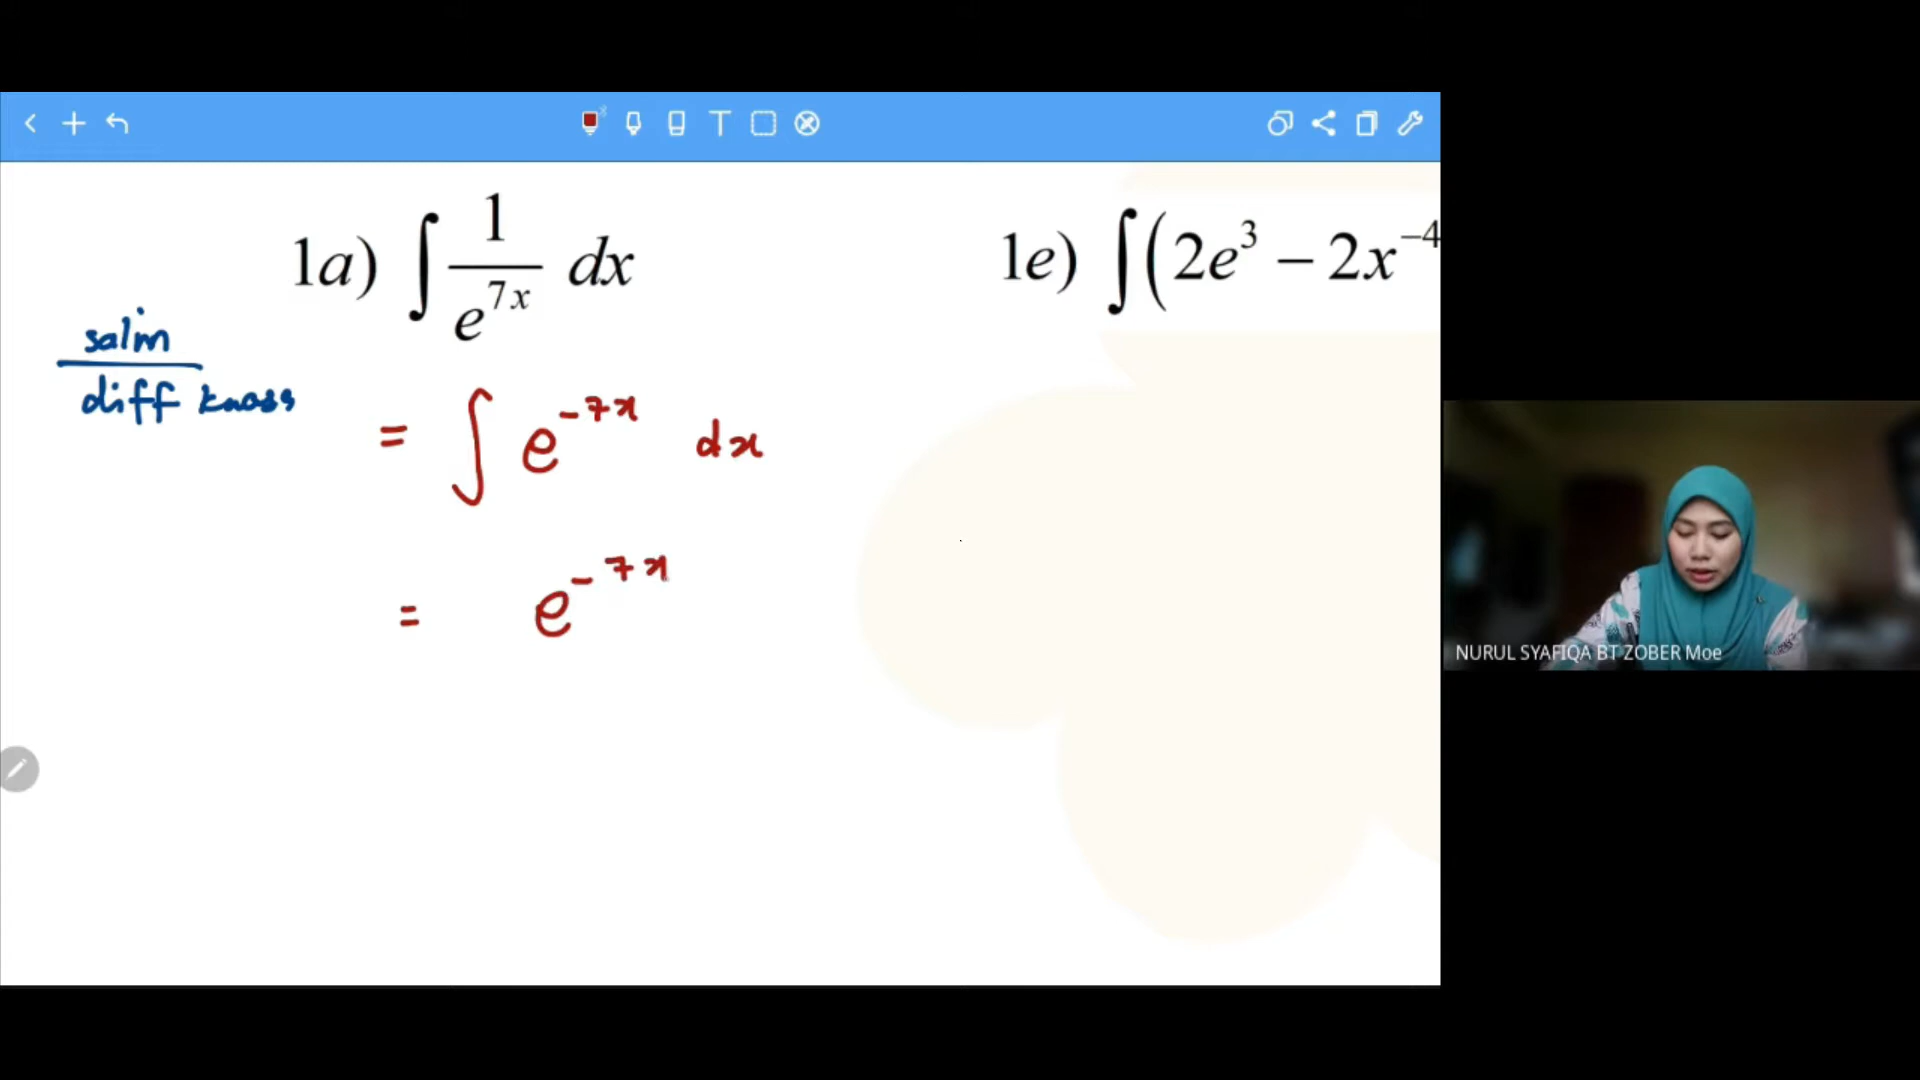 1a) ∫ 1/e^{7x} dx
1e) ∫(2e^3 − 2x^{−4}
salin
diff kuasa
= ∫ e^{-7x} dx
= e^{-7x}
NURUL SYAFIQA BT ZOBER Moe